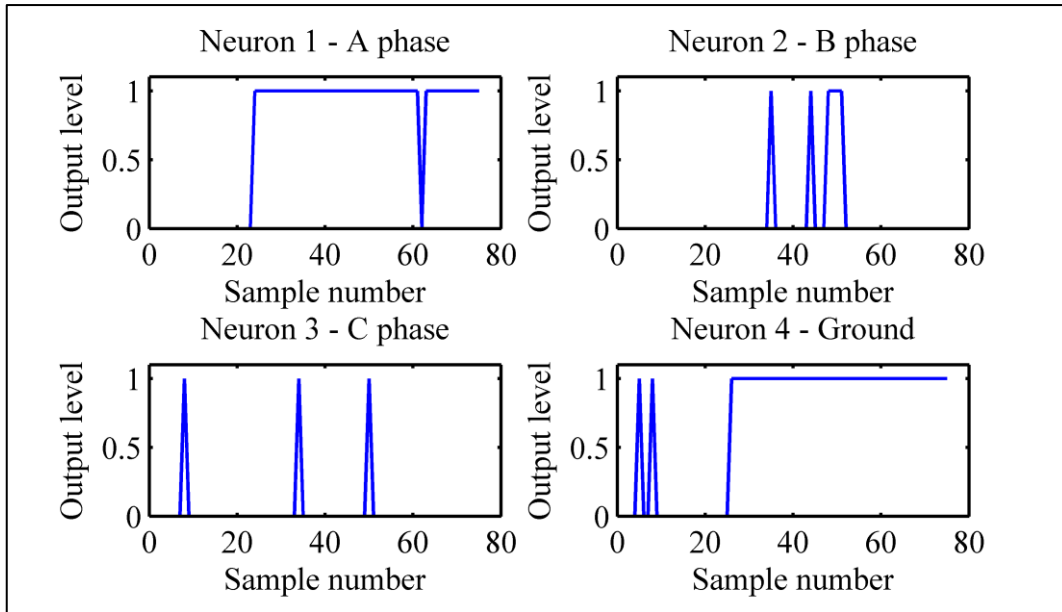 Neuron 1 - A phase
Output level
1
0.5
0
0 20 40 60 80
Sample number
Neuron 2 - B phase
Output level
1
0.5
0
0 20 40 60 80
Sample number
Neuron 3 - C phase
Output level
1
0.5
0
0 20 40 60 80
Sample number
Neuron 4 - Ground
Output level
1
0.5
0
0 20 40 60 80
Sample number